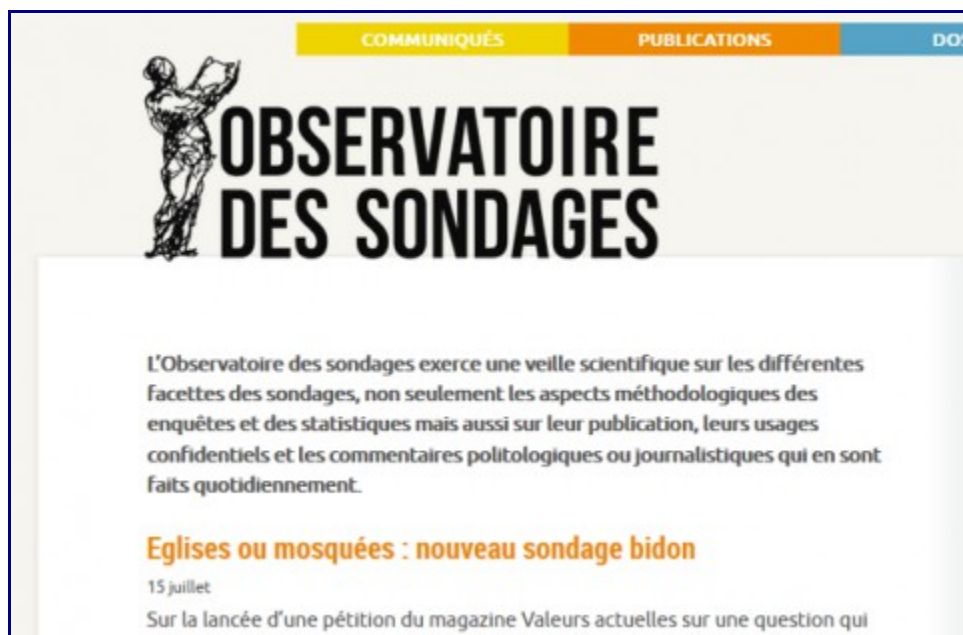 COMMUNIQUÉS PUBLICATIONS
OBSERVATOIRE
DES SONDAGES
L'Observatoire des sondages exerce une veille scientifique sur les différentes
facettes des sondages, non seulement les aspects méthodologiques des
enquêtes et des statistiques mais aussi sur leur publication, leurs usages
confidentiels et les commentaires politologiques ou journalistiques qui en sont
faits quotidiennement.
Eglises ou mosquées : nouveau sondage bidon
15 juillet
Sur la lancée d'une pétition du magazine Valeurs actuelles sur une question qui